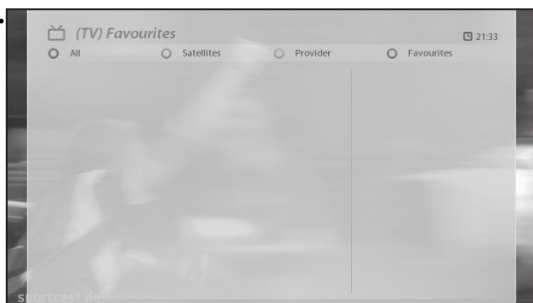 (TV) Favourites
21:33
All Satellites Provider Favourites
sportcast.de